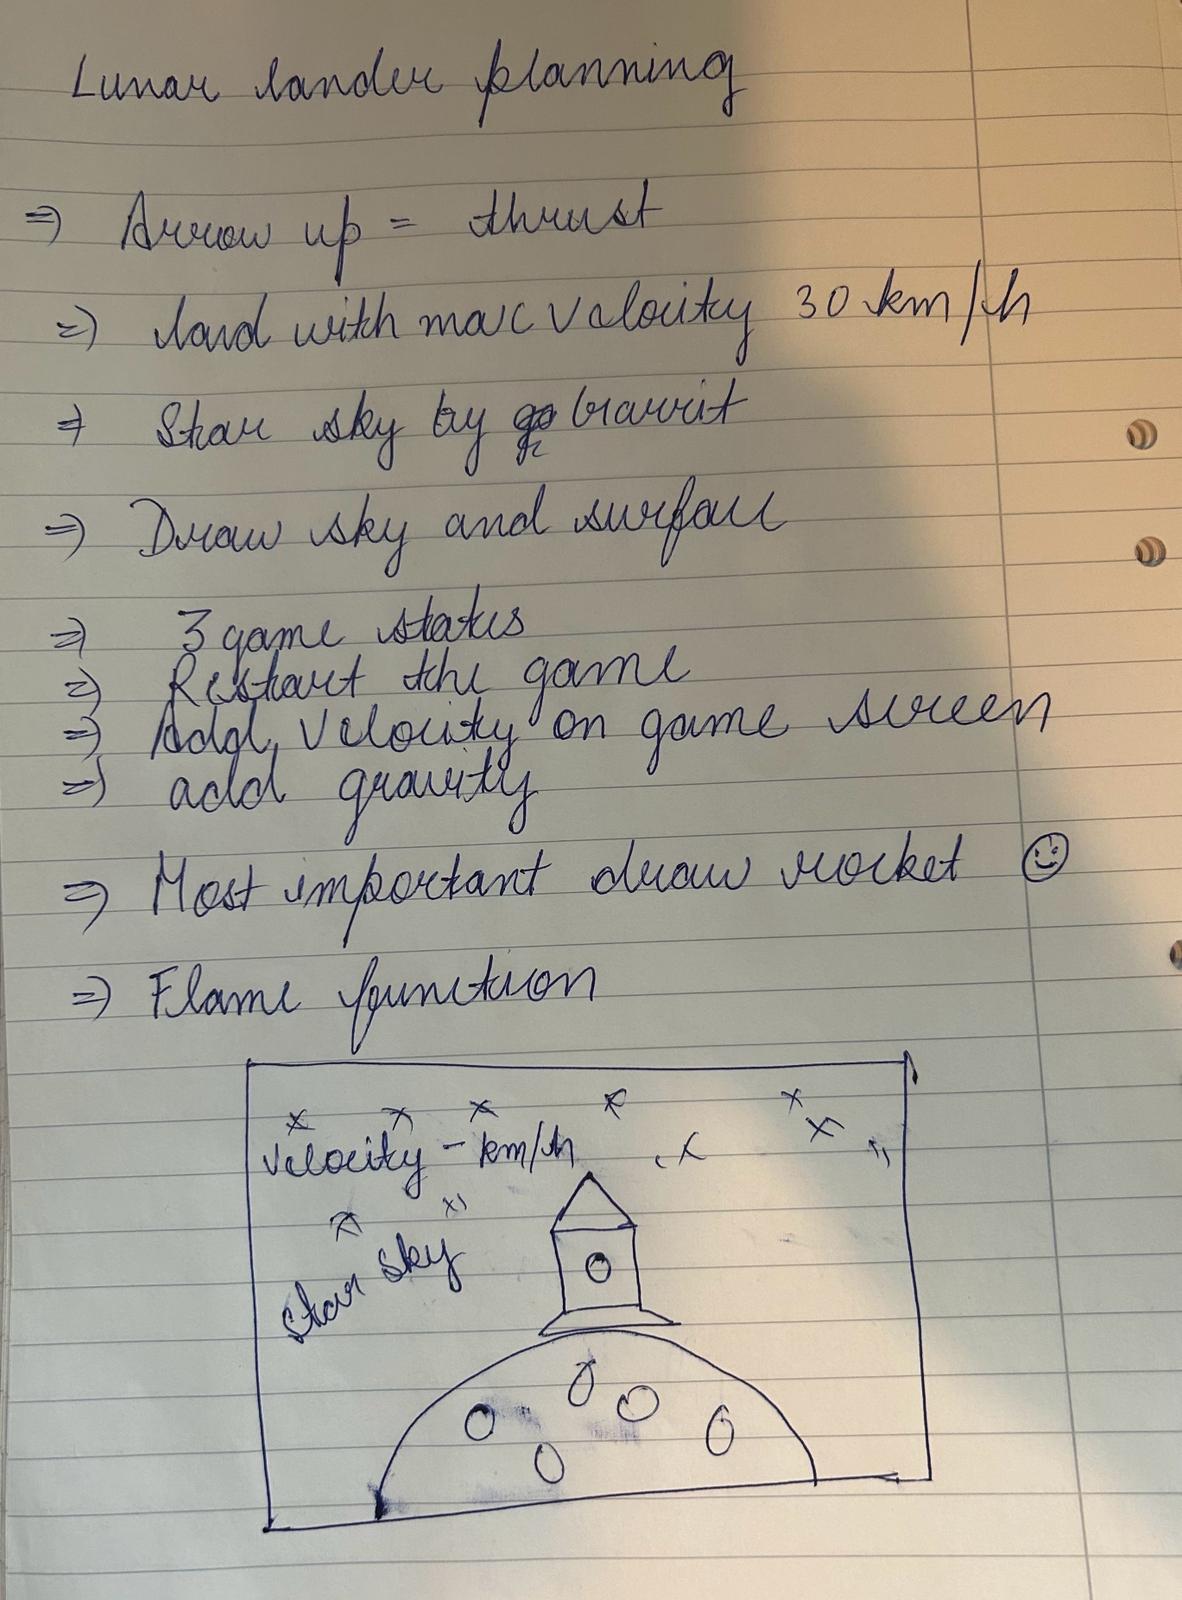 Lunar lander planning
=> Arrow up = thrust
=> land with max velocity 30 km/h
=> Star sky by Garrit
=> Draw sky and surface
=> 3 game states
=> Restart the game
=> Add velocity on game screen
=> add gravity
=> Most important draw rocket ☺
=> Flame function
Velocity - km/h
Star sky